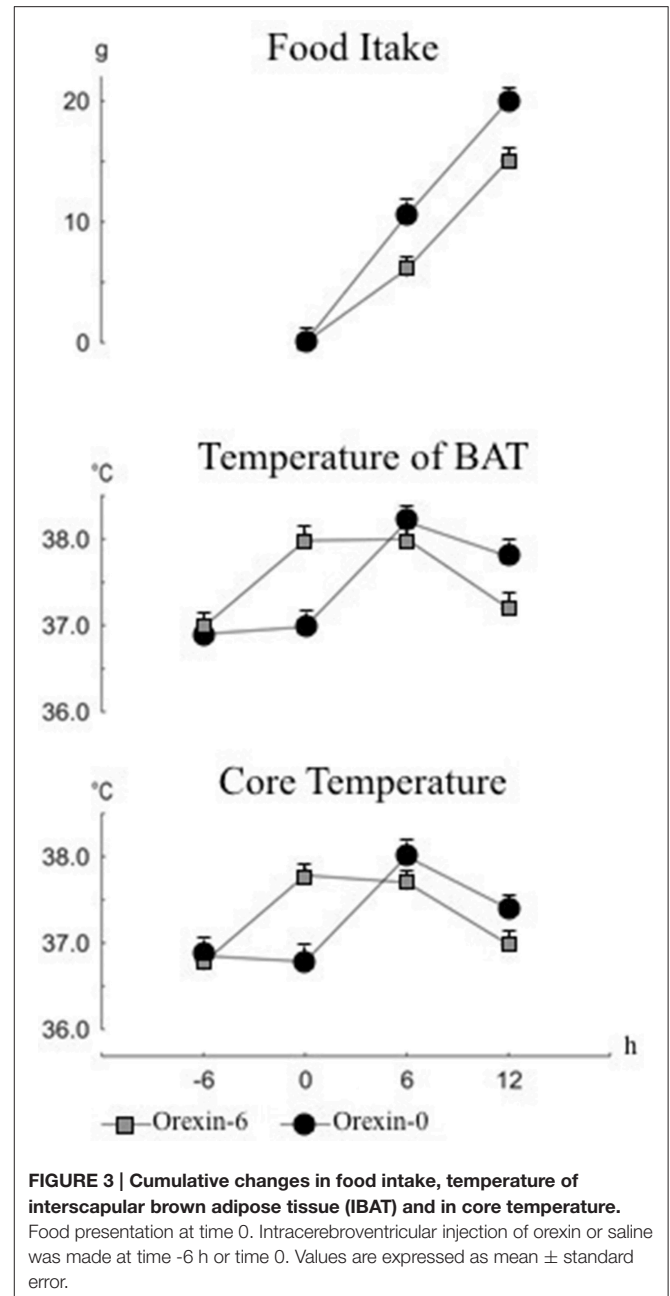 Food Itake
g
20
10
0
Temperature of BAT
°C
38.0
37.0
36.0
Core Temperature
°C
38.0
37.0
36.0
h
-6 0 6 12
Orexin-6 Orexin-0
FIGURE 3 | Cumulative changes in food intake, temperature of
interscapular brown adipose tissue (IBAT) and in core temperature.
Food presentation at time 0. Intracerebroventricular injection of orexin or saline
was made at time -6 h or time 0. Values are expressed as mean ± standard
error.